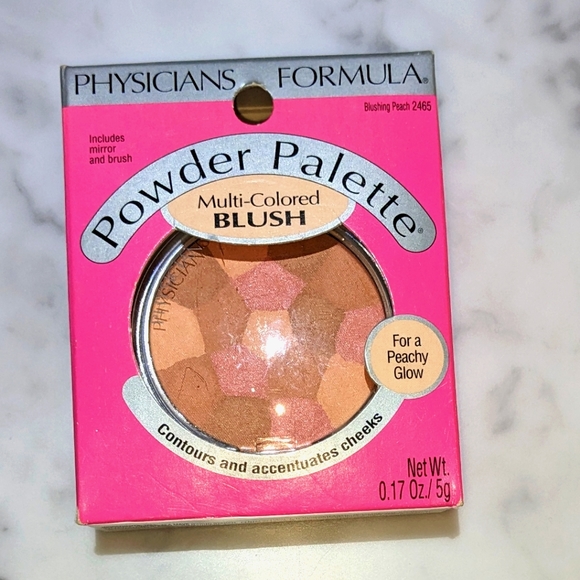 PHYSICIANS FORMULA®
Blushing Peach 2465
Includes
mirror
and brush
Powder Palette®
Multi-Colored
BLUSH
PHYSICIANS
For a
Peachy
Glow
Contours and accentuates cheeks
Net Wt.
0.17 Oz./ 5g